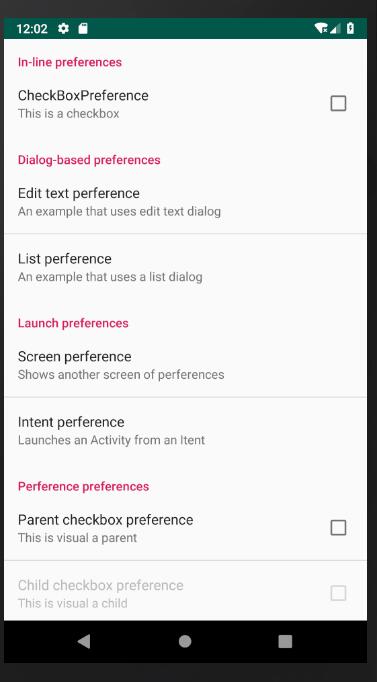 12:02
In-line preferences
CheckBoxPreference
This is a checkbox
Dialog-based preferences
Edit text perference
An example that uses edit text dialog
List perference
An example that uses a list dialog
Launch preferences
Screen perference
Shows another screen of perferences
Intent perference
Launches an Activity from an Itent
Perference preferences
Parent checkbox preference
This is visual a parent
Child checkbox preference
This is visual a child